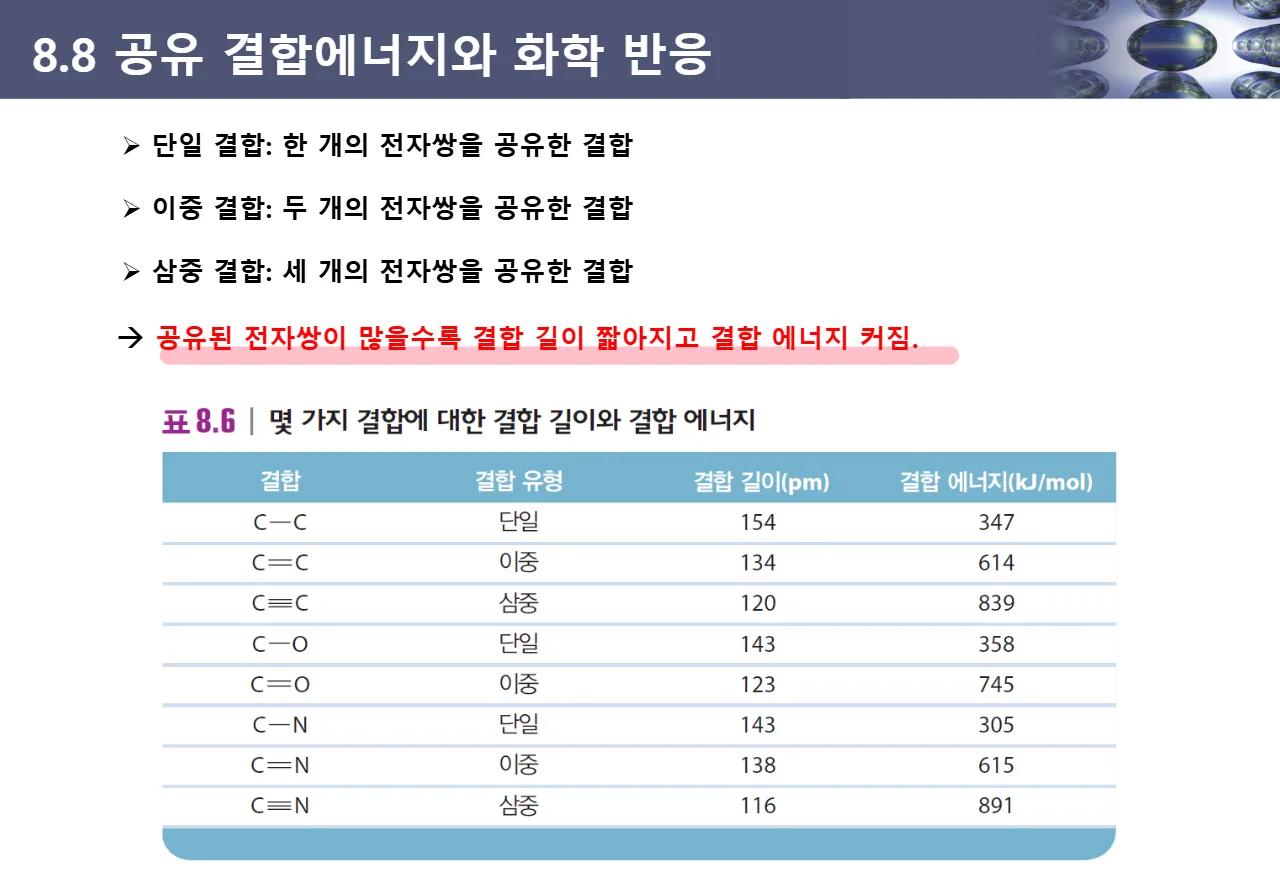 8.8 공유 결합에너지와 화학 반응
➢ 단일 결합: 한 개의 전자쌍을 공유한 결합
➢ 이중 결합: 두 개의 전자쌍을 공유한 결합
➢ 삼중 결합: 세 개의 전자쌍을 공유한 결합
→ 공유된 전자쌍이 많을수록 결합 길이 짧아지고 결합 에너지 커짐.
표 8.6 | 몇 가지 결합에 대한 결합 길이와 결합 에너지
결합 결합 유형 결합 길이(pm) 결합 에너지(kJ/mol)
C—C 단일 154 347
C=C 이중 134 614
C≡C 삼중 120 839
C—O 단일 143 358
C=O 이중 123 745
C—N 단일 143 305
C=N 이중 138 615
C≡N 삼중 116 891